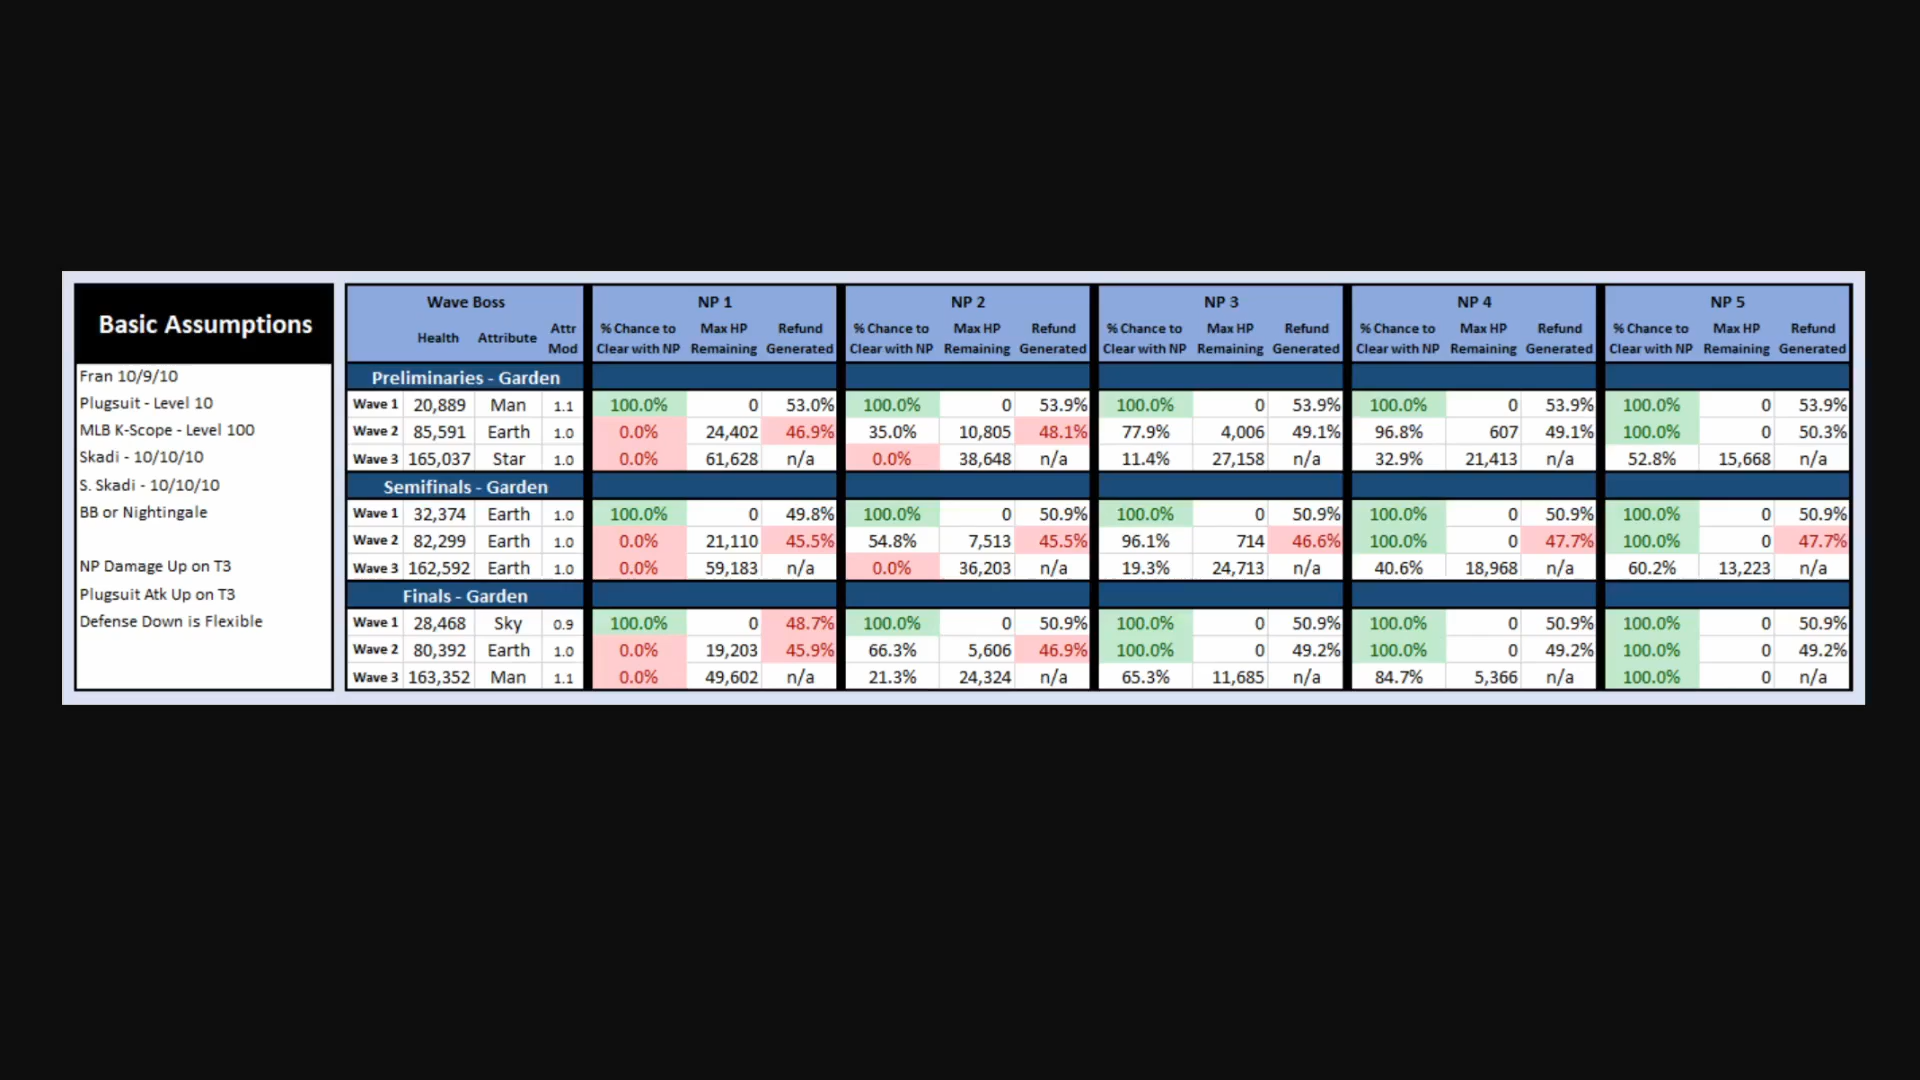 Basic Assumptions
Fran 10/9/10
Plugsuit - Level 10
MLB K-Scope - Level 100
Skadi - 10/10/10
S. Skadi - 10/10/10
BB or Nightingale
NP Damage Up on T3
Plugsuit Atk Up on T3
Defense Down is Flexible
Wave Boss NP 1 NP 2 NP 3 NP 4 NP 5
Health Attribute Attr Mod % Chance to Clear with NP Max HP Remaining Refund Generated % Chance to Clear with NP Max HP Remaining Refund Generated % Chance to Clear with NP Max HP Remaining Refund Generated % Chance to Clear with NP Max HP Remaining Refund Generated % Chance to Clear with NP Max HP Remaining Refund Generated
Preliminaries - Garden
Wave 1 20,889 Man 1.1 100.0% 0 53.0% 100.0% 0 53.9% 100.0% 0 53.9% 100.0% 0 53.9% 100.0% 0 53.9%
Wave 2 85,591 Earth 1.0 0.0% 24,402 46.9% 35.0% 10,805 48.1% 77.9% 4,006 49.1% 96.8% 607 49.1% 100.0% 0 50.3%
Wave 3 165,037 Star 1.0 0.0% 61,628 n/a 0.0% 38,648 n/a 11.4% 27,158 n/a 32.9% 21,413 n/a 52.8% 15,668 n/a
Semifinals - Garden
Wave 1 32,374 Earth 1.0 100.0% 0 49.8% 100.0% 0 50.9% 100.0% 0 50.9% 100.0% 0 50.9% 100.0% 0 50.9%
Wave 2 82,299 Earth 1.0 0.0% 21,110 45.5% 54.8% 7,513 45.5% 96.1% 714 46.6% 100.0% 0 47.7% 100.0% 0 47.7%
Wave 3 162,592 Earth 1.0 0.0% 59,183 n/a 0.0% 36,203 n/a 19.3% 24,713 n/a 40.6% 18,968 n/a 60.2% 13,223 n/a
Finals - Garden
Wave 1 28,468 Sky 0.9 100.0% 0 48.7% 100.0% 0 50.9% 100.0% 0 50.9% 100.0% 0 50.9% 100.0% 0 50.9%
Wave 2 80,392 Earth 1.0 0.0% 19,203 45.9% 66.3% 5,606 46.9% 100.0% 0 49.2% 100.0% 0 49.2% 100.0% 0 49.2%
Wave 3 163,352 Man 1.1 0.0% 49,602 n/a 21.3% 24,324 n/a 65.3% 11,685 n/a 84.7% 5,366 n/a 100.0% 0 n/a